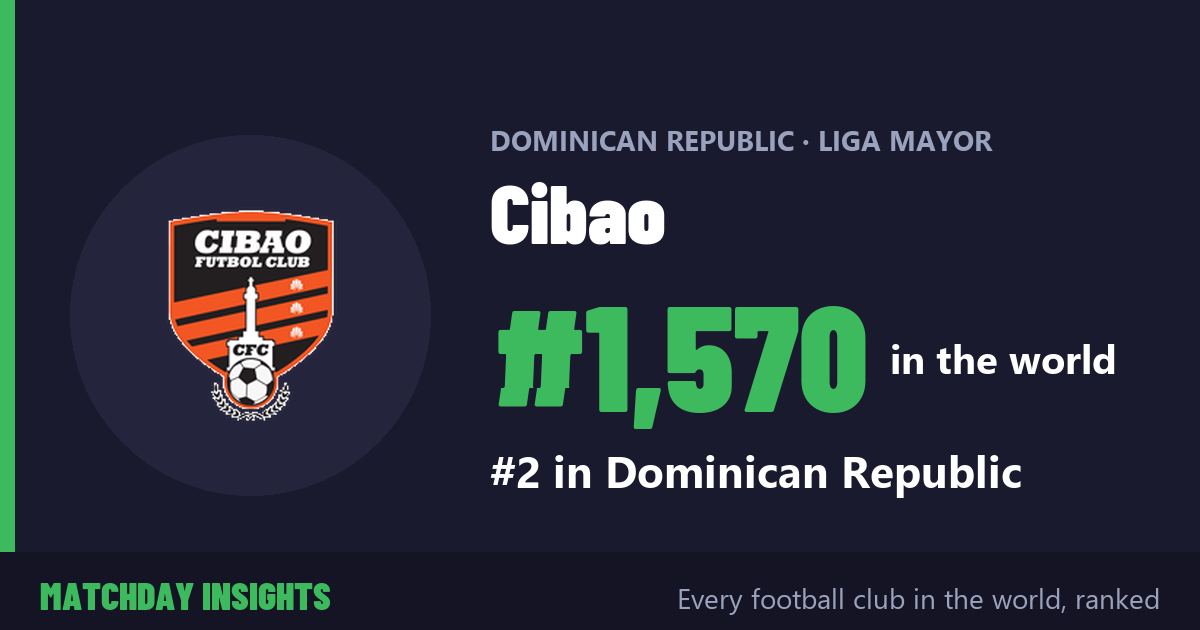 DOMINICAN REPUBLIC · LIGA MAYOR
Cibao
CIBAO
FUTBOL CLUB
CFC
#1,570 in the world
#2 in Dominican Republic
MATCHDAY INSIGHTS
Every football club in the world, ranked